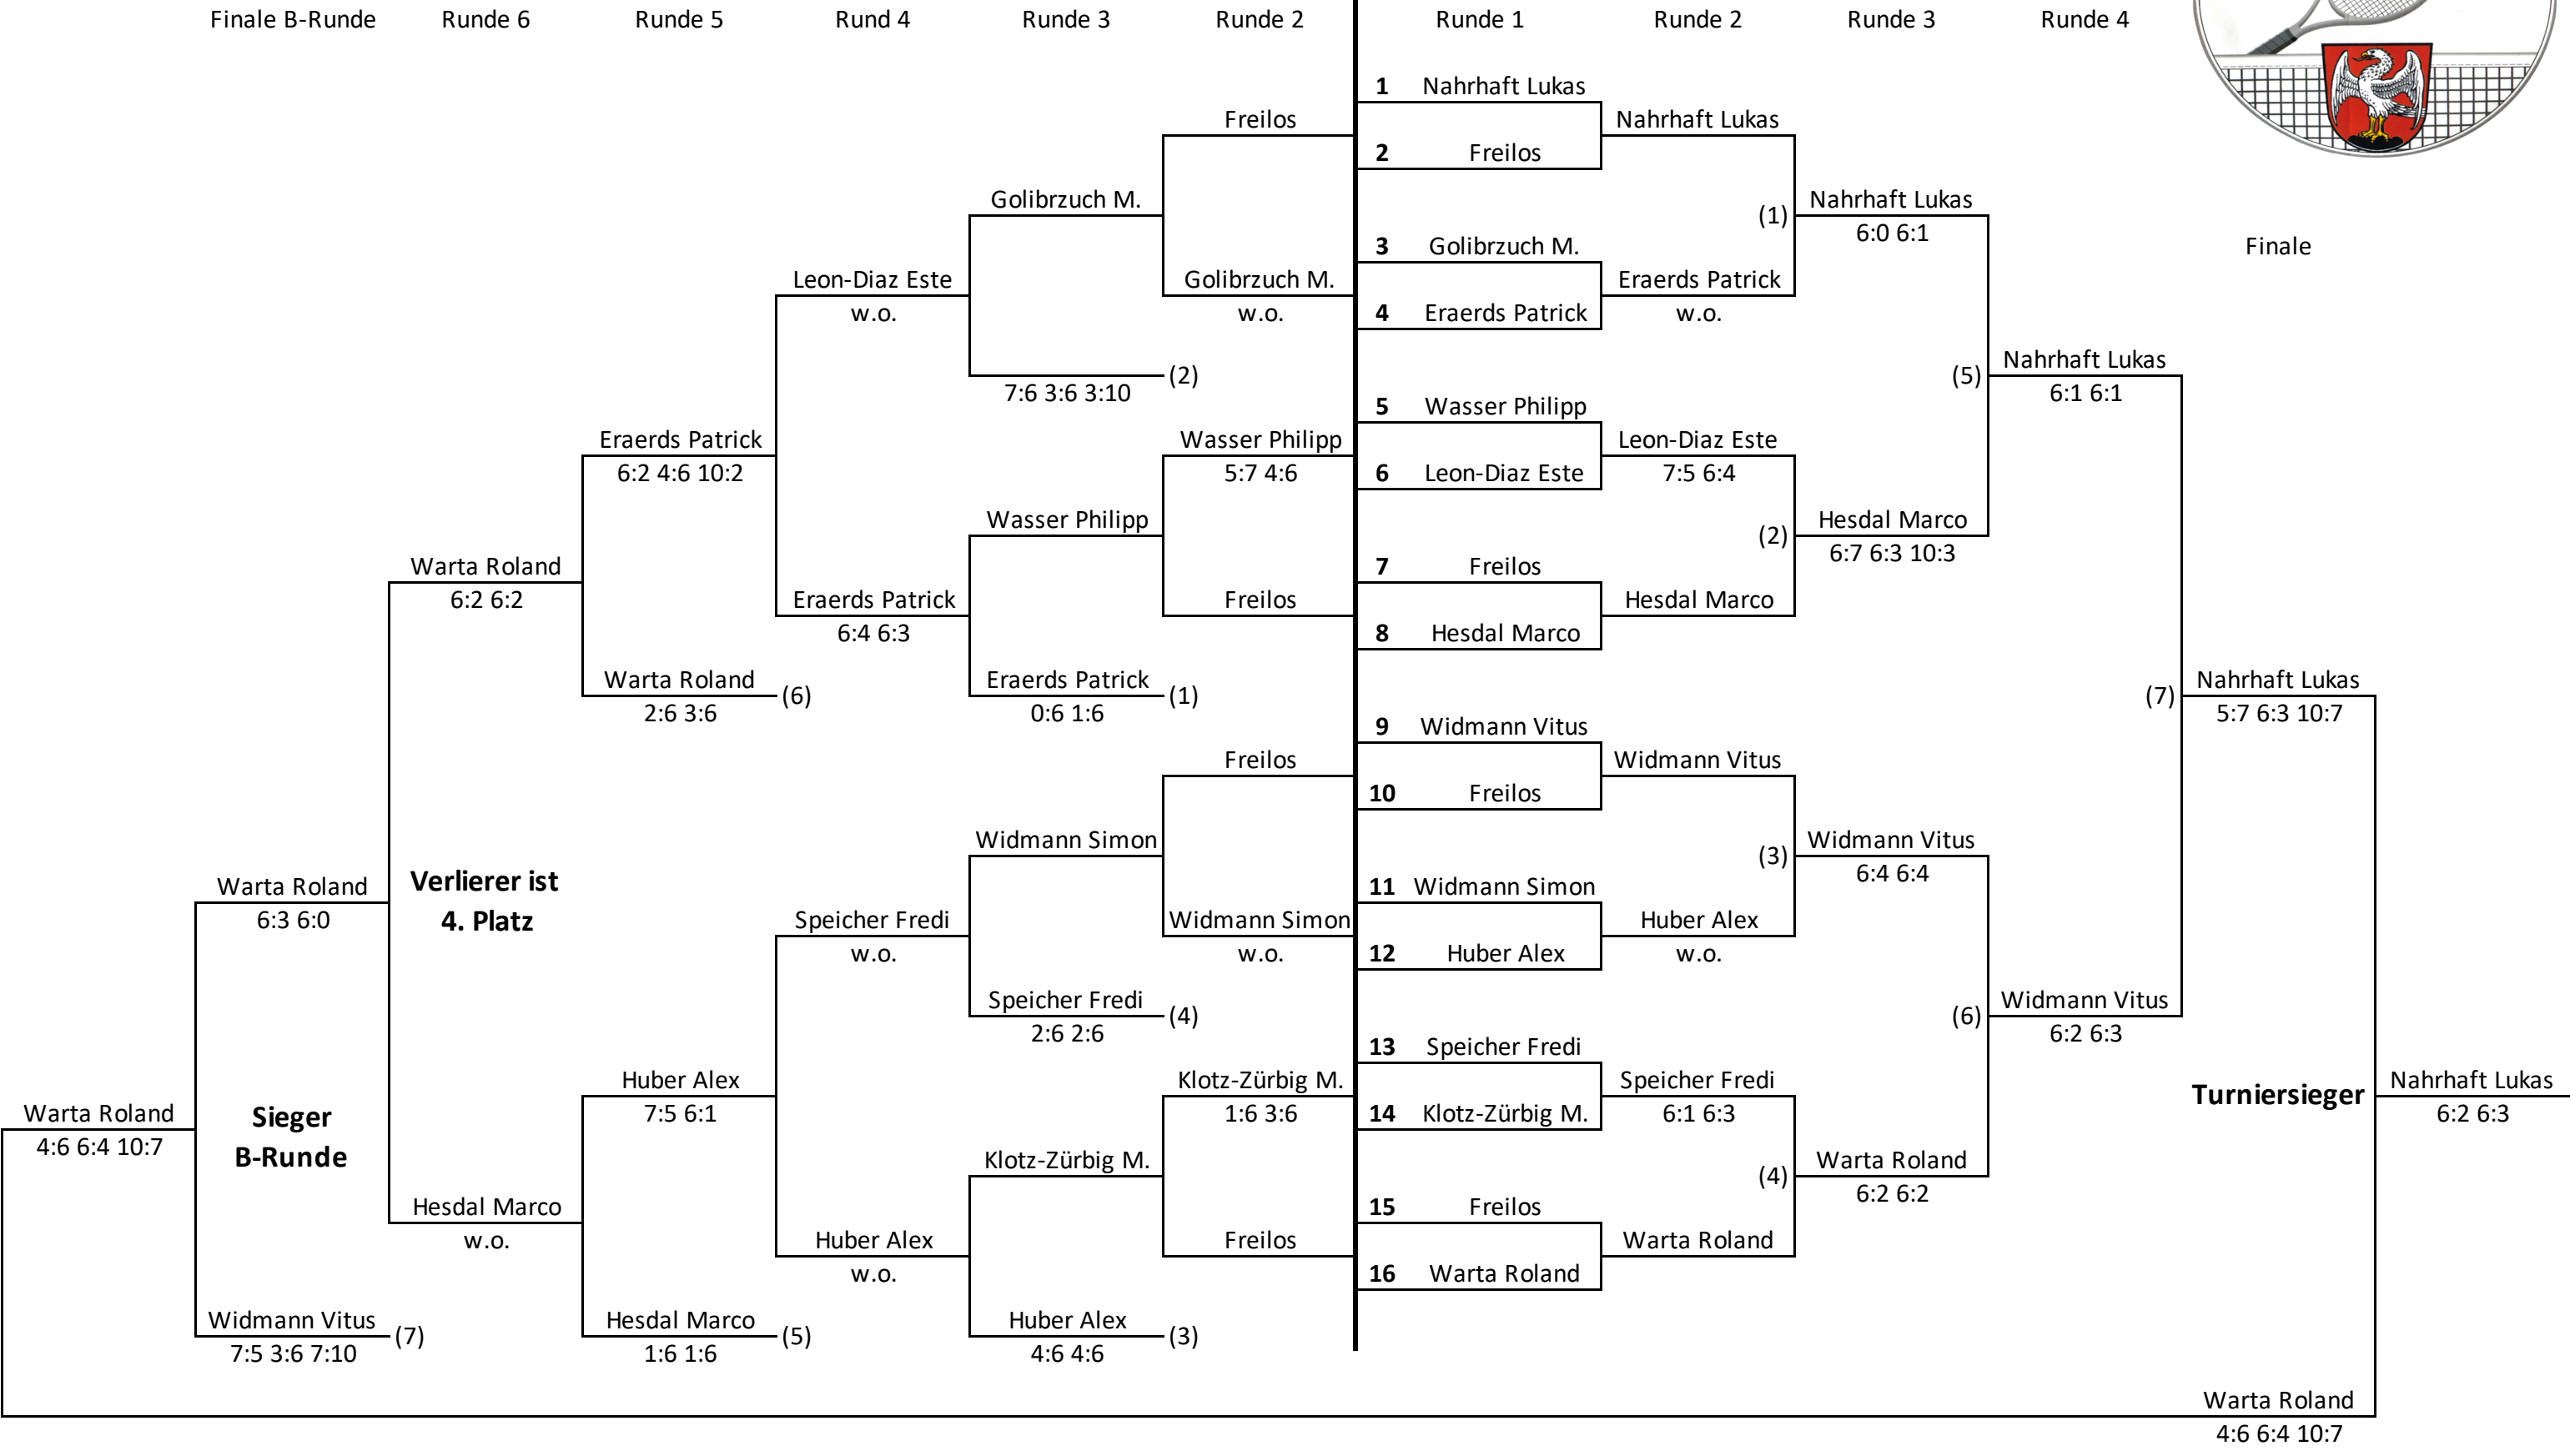 Finale B-Runde Runde 6 Runde 5 Rund 4 Runde 3 Runde 2 Runde 1 Runde 2 Runde 3 Runde 4
1 Nahrhaft Lukas
Freilos Nahrhaft Lukas
2 Freilos
Golibrzuch M. (1) Nahrhaft Lukas
6:0 6:1
3 Golibrzuch M. Finale
Leon-Diaz Este Golibrzuch M. Eraerds Patrick
w.o. w.o. 4 Eraerds Patrick w.o.
(2) (5) Nahrhaft Lukas
7:6 3:6 3:10 6:1 6:1
5 Wasser Philipp
Eraerds Patrick Wasser Philipp Leon-Diaz Este
6:2 4:6 10:2 5:7 4:6 6 Leon-Diaz Este 7:5 6:4
Wasser Philipp (2) Hesdal Marco
6:7 6:3 10:3
Warta Roland 7 Freilos
6:2 6:2 Eraerds Patrick Freilos Hesdal Marco
6:4 6:3 8 Hesdal Marco
Warta Roland (6) Eraerds Patrick (1) (7) Nahrhaft Lukas
2:6 3:6 0:6 1:6 5:7 6:3 10:7
9 Widmann Vitus
Freilos Widmann Vitus
10 Freilos
Widmann Simon (3) Widmann Vitus
6:4 6:4
Warta Roland Verlierer ist 11 Widmann Simon
6:3 6:0 4. Platz Speicher Fredi Widmann Simon Huber Alex
w.o. w.o. 12 Huber Alex w.o.
Speicher Fredi (4) (6) Widmann Vitus
2:6 2:6 6:2 6:3
13 Speicher Fredi
Huber Alex Klotz-Zürbig M. Speicher Fredi Turniersieger Nahrhaft Lukas
Warta Roland Sieger 7:5 6:1 1:6 3:6 14 Klotz-Zürbig M. 6:1 6:3 6:2 6:3
4:6 6:4 10:7 B-Runde
Klotz-Zürbig M. (4) Warta Roland
6:2 6:2
Hesdal Marco 15 Freilos
w.o. Huber Alex Freilos Warta Roland
w.o. 16 Warta Roland
Widmann Vitus (7) Hesdal Marco (5) Huber Alex (3)
7:5 3:6 7:10 1:6 1:6 4:6 4:6
Warta Roland
4:6 6:4 10:7